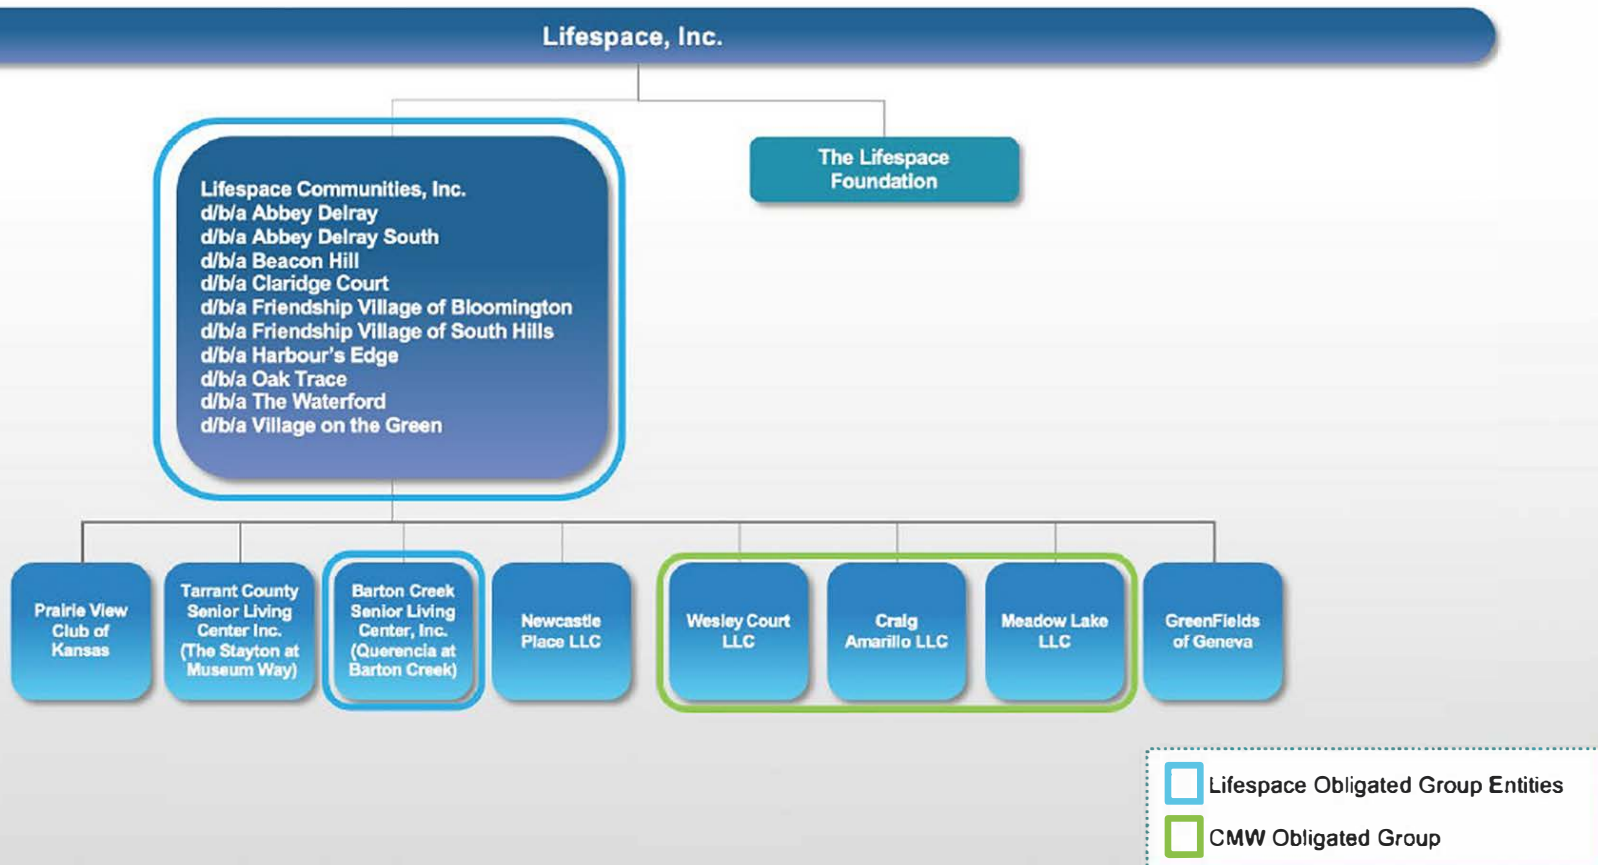 Lifespace, Inc.
Lifespace Communities, Inc.
d/b/a Abbey Delray
d/b/a Abbey Delray South
d/b/a Beacon Hill
d/b/a Claridge Court
d/b/a Friendship Village of Bloomington
d/b/a Friendship Village of South Hills
d/b/a Harbour's Edge
d/b/a Oak Trace
d/b/a The Waterford
d/b/a Village on the Green
The Lifespace
Foundation
Prairie View
Club of
Kansas
Tarrant County
Senior Living
Center Inc.
(The Stayton at
Museum Way)
Barton Creek
Senior Living
Center, Inc.
(Querencia at
Barton Creek)
Newcastle
Place LLC
Wesley Court
LLC
Craig
Amarillo LLC
Meadow Lake
LLC
GreenFields
of Geneva
Lifespace Obligated Group Entities
CMW Obligated Group